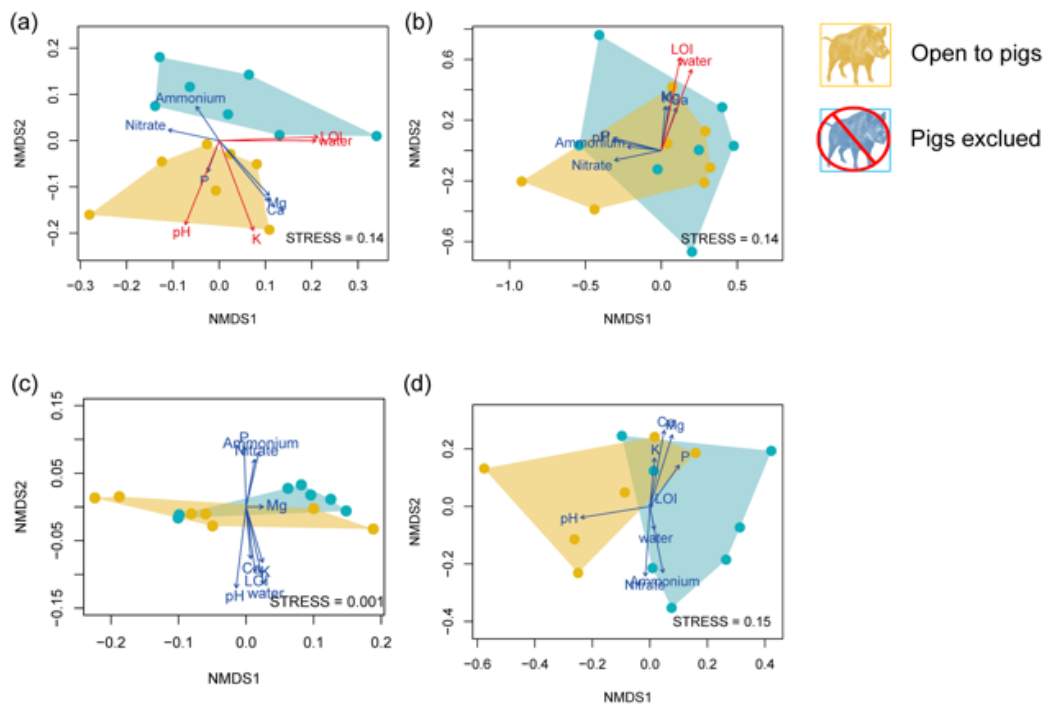 (a)
0.2
0.1
0.0
−0.1
−0.2
NMDS2
Ammonium
Nitrate
LOI
water
P
Mg
Ca
pH
K
STRESS = 0.14
−0.3
−0.2
−0.1
0.0
0.1
0.2
0.3
NMDS1
(b)
0.6
0.2
−0.2
−0.6
NMDS2
LOI
water
Mg
Ca
pH
P
Ammonium
Nitrate
STRESS = 0.14
−1.0
−0.5
0.0
0.5
NMDS1
Open to pigs
Pigs exclued
(c)
0.15
0.05
−0.05
−0.15
NMDS2
P
Ammonium
Nitrate
Mg
Ca
K
LOI
water
pH
STRESS = 0.001
−0.2
−0.1
0.0
0.1
0.2
NMDS1
(d)
0.2
0.0
−0.2
−0.4
NMDS2
Ca
Mg
K
P
LOI
pH
water
Ammonium
Nitrate
STRESS = 0.15
−0.6
−0.4
−0.2
0.0
0.2
0.4
NMDS1